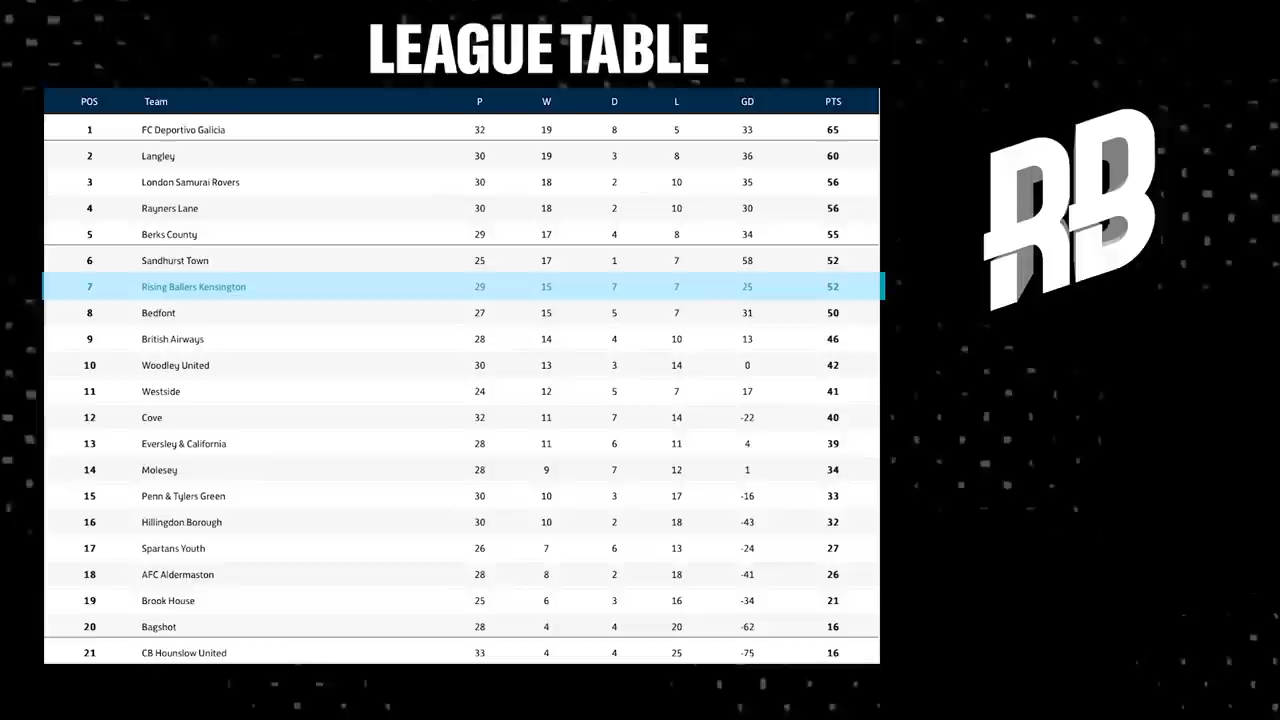 LEAGUE TABLE
POS Team P W D L GD PTS
1 FC Deportivo Galicia 32 19 8 5 33 65
2 Langley 30 19 3 8 36 60
3 London Samurai Rovers 30 18 2 10 35 56
4 Rayners Lane 30 18 2 10 30 56
5 Berks County 29 17 4 8 34 55
6 Sandhurst Town 25 17 1 7 58 52
7 Rising Ballers Kensington 29 15 7 7 25 52
8 Bedfont 27 15 5 7 31 50
9 British Airways 28 14 4 10 13 46
10 Woodley United 30 13 3 14 0 42
11 Westside 24 12 5 7 17 41
12 Cove 32 11 7 14 -22 40
13 Eversley & California 28 11 6 11 4 39
14 Molesey 28 9 7 12 1 34
15 Penn & Tylers Green 30 10 3 17 -16 33
16 Hillingdon Borough 30 10 2 18 -43 32
17 Spartans Youth 26 7 6 13 -24 27
18 AFC Aldermaston 28 8 2 18 -41 26
19 Brook House 25 6 3 16 -34 21
20 Bagshot 28 4 4 20 -62 16
21 CB Hounslow United 33 4 4 25 -75 16
RB